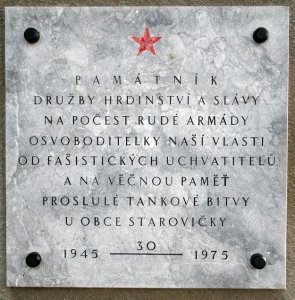 PAMÁTNÍK
DRUŽBY HRDINSTVÍ A SLÁVY
NA POČEST RUDÉ ARMÁDY
OSVOBODITELKY NAŠÍ VLASTI
OD FAŠISTICKÝCH UCHVATITELŮ
A NA VĚČNOU PAMĚŤ
PROSLULÉ TANKOVÉ BITVY
U OBCE STAROVIČKY
30
1945 1975